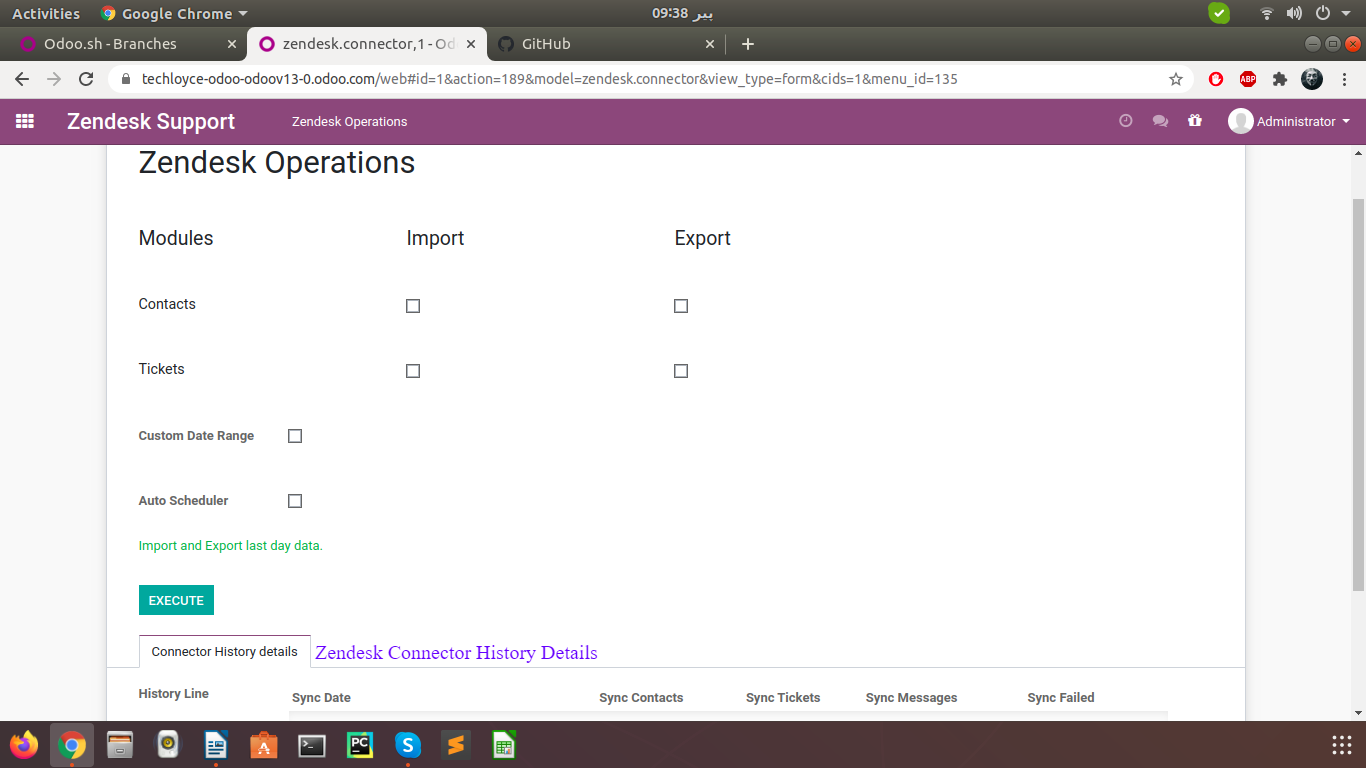 Activities Google Chrome پیر 09:38
Odoo.sh - Branches zendesk.connector,1 - Od GitHub
techloyce-odoo-odoov13-0.odoo.com/web#id=1&action=189&model=zendesk.connector&view_type=form&cids=1&menu_id=135 ABP
Zendesk Support Zendesk Operations Administrator
Zendesk Operations
Modules Import Export
Contacts
Tickets
Custom Date Range
Auto Scheduler
Import and Export last day data.
EXECUTE
Connector History details Zendesk Connector History Details
History Line Sync Date Sync Contacts Sync Tickets Sync Messages Sync Failed